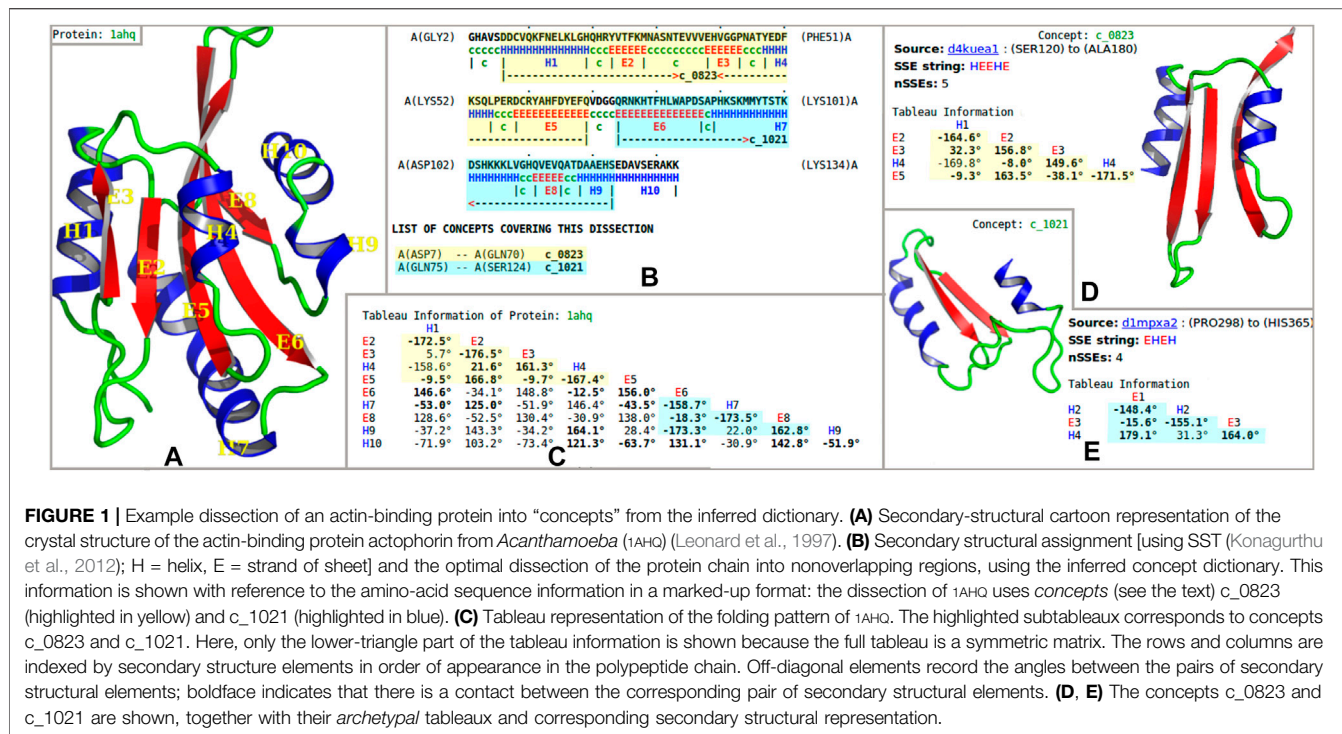 Protein: 1ahq
H10
E3
E8
H1
H4
H9
E2
E5
E6
H7
A
A(GLY2) GHAVSDDCVQKFNELKLGHQHRYVTFKMNASNTEVVVEHVGGPNATYEDF (PHE51)A
cccccHHHHHHHHHHHHHHcccEEEEEEccccccccccEEEEEEcccHHHH
| c | H1 | c | E2 | c | E3 | c | H4
|------------------------>c_0823<------
A(LYS52) KSQLPERDCRYAHFDYEFQVDGGQRNKHTFHLWAPDSAPHKSKMMYTSTK (LYS101)A
HHHHcccEEEEEEEEEEEEEccccEEEEEEEEEEEEEEcHHHHHHHHHHHH
| c | E5 | c | E6 |c| H7
------------------| |------------------>c_1021
A(ASP102) DSHKKKLVGHQVEVQATDAAEHSEDAVSERAKK (LYS134)A
HHHHHHHHccEEEEEccHHHHHHHHHHHHHHHH
|c | E8|c | H9 | H10 |
<---------------------|
LIST OF CONCEPTS COVERING THIS DISSECTION
A(ASP7) -- A(GLN70) c_0823
A(GLN75) -- A(SER124) c_1021
B
Tableau Information of Protein: 1ahq
H1
E2 -172.5° E2
E3 5.7° -176.5° E3
H4 -158.6° 21.6° 161.3° H4
E5 -9.5° 166.8° -9.7° -167.4° E5
E6 146.6° -34.1° 148.8° -12.5° 156.0° E6
H7 -53.0° 125.0° -51.9° 146.4° -43.5° -158.7° H7
E8 128.6° -52.5° 130.4° -30.9° 138.0° -18.3° -173.5° E8
H9 -37.2° 143.3° -34.2° 164.1° 28.4° -173.3° 22.0° 162.8° H9
H10 -71.9° 103.2° -73.4° 121.3° -63.7° 131.1° -30.9° 142.8° -51.9°
C
Concept: c_0823
Source: d4kuea1 : (SER120) to (ALA180)
SSE string: HEEHE
nSSEs: 5
Tableau Information
H1
E2 -164.6° E2
E3 32.3° 156.8° E3
H4 -169.8° -8.0° 149.6° H4
E5 -9.3° 163.5° -38.1° -171.5°
D
Concept: c_1021
Source: d1mpxa2 : (PRO298) to (HIS365)
SSE string: EHEH
nSSEs: 4
Tableau Information
E1
H2 -148.4° H2
E3 -15.6° -155.1° E3
H4 179.1° 31.3° 164.0°
E
FIGURE 1 | Example dissection of an actin-binding protein into “concepts” from the inferred dictionary. (A) Secondary-structural cartoon representation of the
crystal structure of the actin-binding protein actophorin from Acanthamoeba (1AHQ) (Leonard et al., 1997). (B) Secondary structural assignment [using SST (Konagurthu
et al., 2012); H = helix, E = strand of sheet] and the optimal dissection of the protein chain into nonoverlapping regions, using the inferred concept dictionary. This
information is shown with reference to the amino-acid sequence information in a marked-up format: the dissection of 1AHQ uses concepts (see the text) c_0823
(highlighted in yellow) and c_1021 (highlighted in blue). (C) Tableau representation of the folding pattern of 1AHQ. The highlighted subtableaux corresponds to concepts
c_0823 and c_1021. Here, only the lower-triangle part of the tableau information is shown because the full tableau is a symmetric matrix. The rows and columns are
indexed by secondary structure elements in order of appearance in the polypeptide chain. Off-diagonal elements record the angles between the pairs of secondary
structural elements; boldface indicates that there is a contact between the corresponding pair of secondary structural elements. (D, E) The concepts c_0823 and
c_1021 are shown, together with their archetypal tableaux and corresponding secondary structural representation.